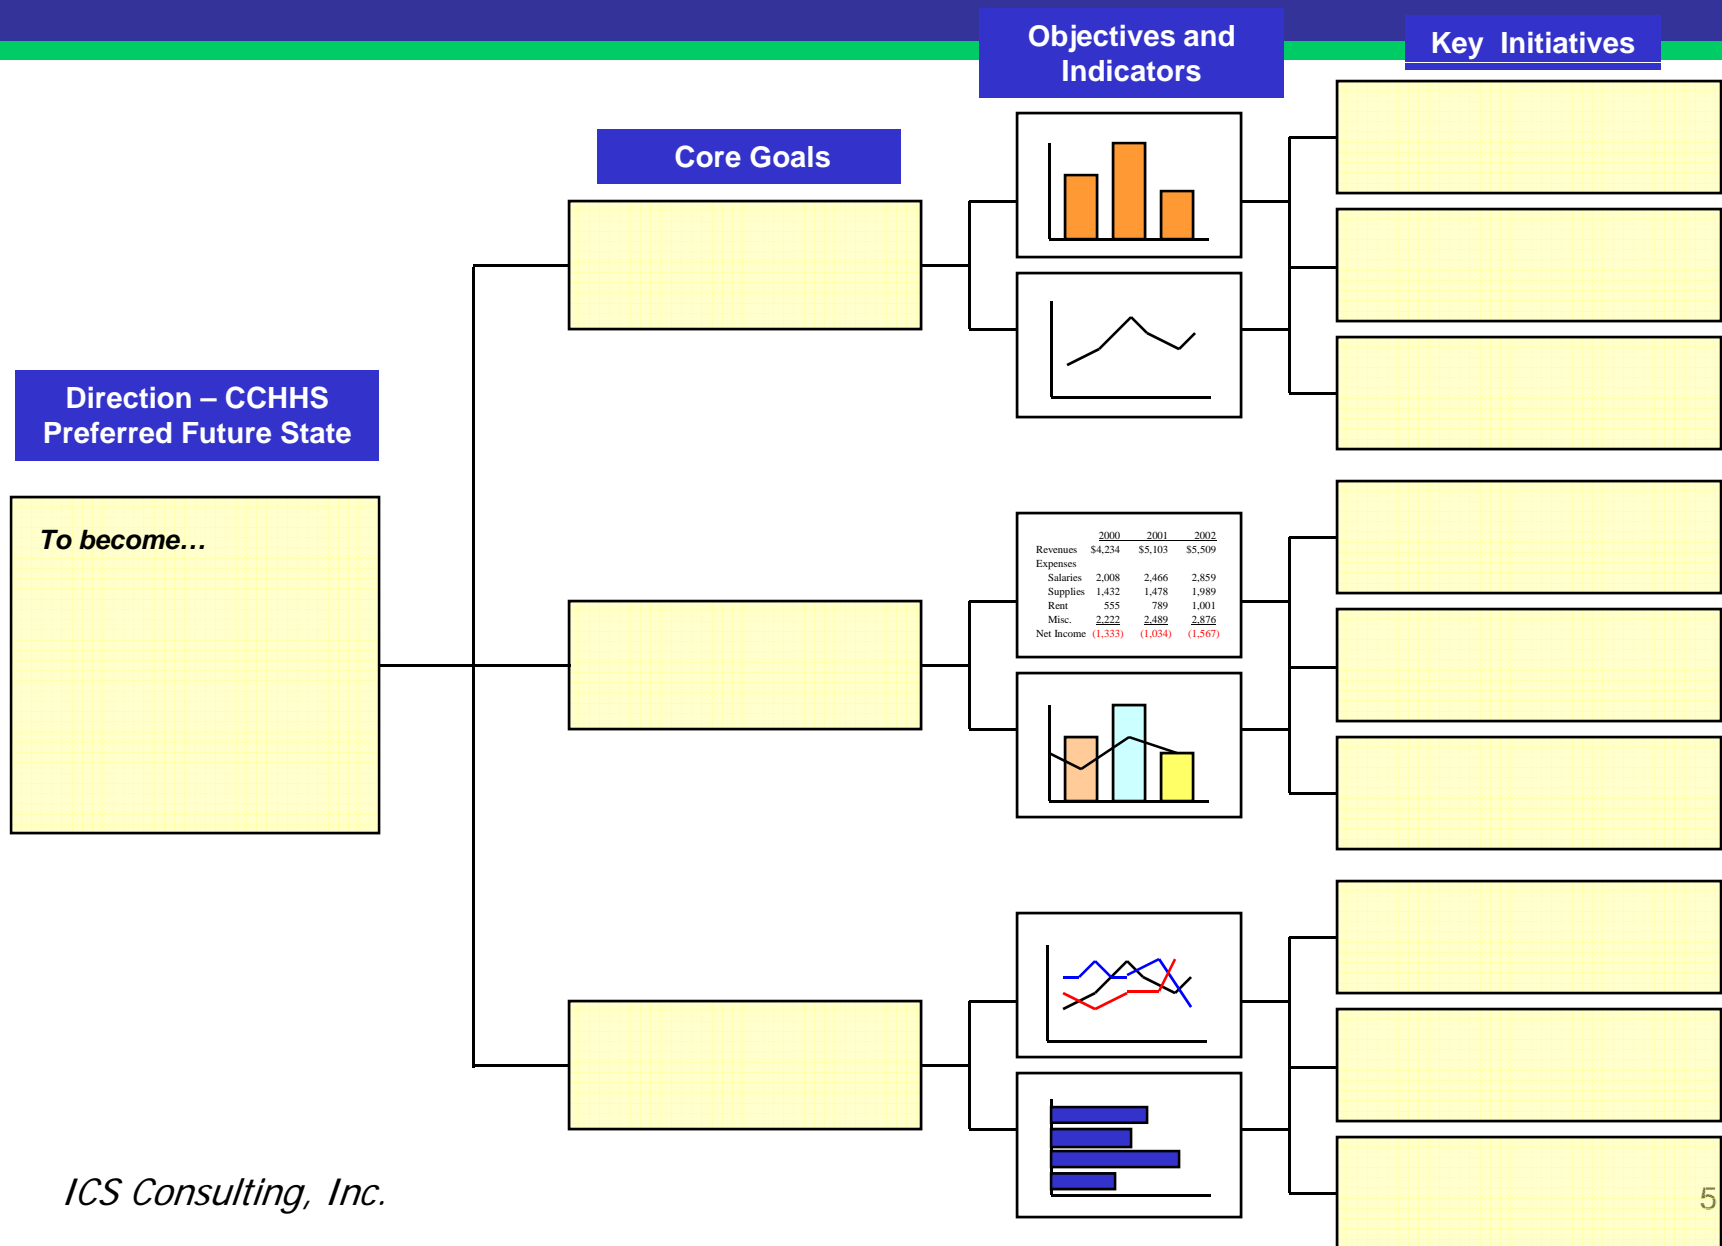 Objectives and
Indicators
Key Initiatives
Core Goals
Direction – CCHHS
Preferred Future State
To become…
2000 2001 2002
Revenues $4,234 $5,103 $5,509
Expenses
Salaries 2,008 2,466 2,859
Supplies 1,432 1,478 1,989
Rent 555 789 1,001
Misc. 2,222 2,489 2,876
Net Income (1,333) (1,034) (1,567)
ICS Consulting, Inc.
5